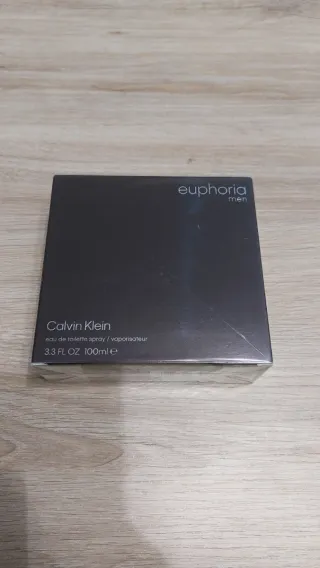 euphoria
men
Calvin Klein
eau de toilette spray / vaporisateur
3.3 FL OZ 100ml ℮